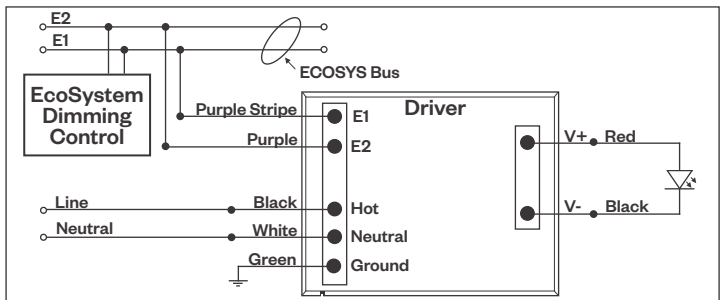 E2
E1
ECOSYS Bus
EcoSystem
Dimming
Control
Purple Stripe
E1
Driver
Purple
E2
V+
Red
V-
Black
Line
Black
Hot
Neutral
White
Neutral
Green
Ground